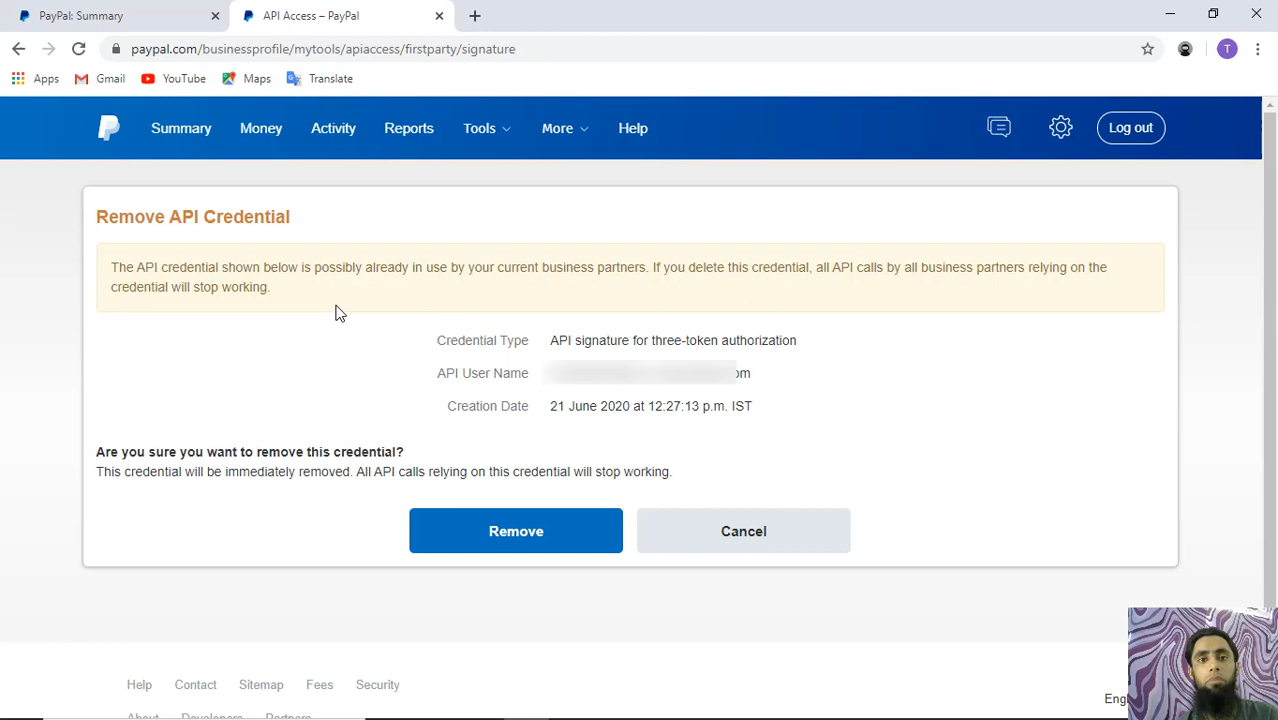 PayPal: Summary
API Access – PayPal
paypal.com/businessprofile/mytools/apiaccess/firstparty/signature
T
Apps
Gmail
YouTube
Maps
Translate
Summary
Money
Activity
Reports
Tools
More
Help
Log out
Remove API Credential
The API credential shown below is possibly already in use by your current business partners. If you delete this credential, all API calls by all business partners relying on the
credential will stop working.
Credential Type API signature for three-token authorization
API User Name om
Creation Date 21 June 2020 at 12:27:13 p.m. IST
Are you sure you want to remove this credential?
This credential will be immediately removed. All API calls relying on this credential will stop working.
Remove
Cancel
Help
Contact
Sitemap
Fees
Security
Eng
About
Developers
Partners